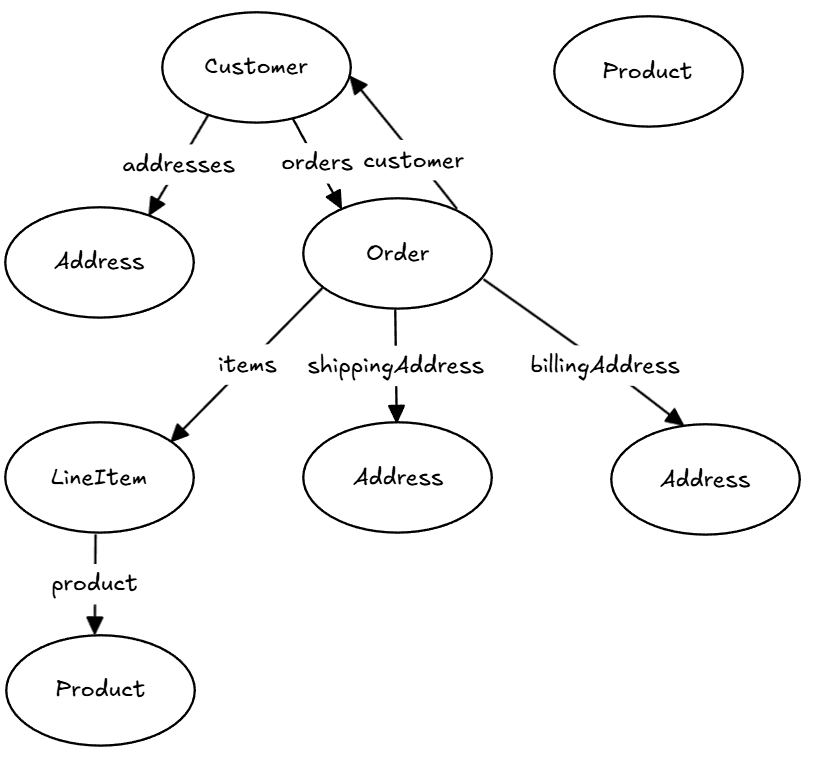 Customer
Product
addresses
orders
customer
Address
Order
items
shippingAddress
billingAddress
LineItem
Address
Address
product
Product